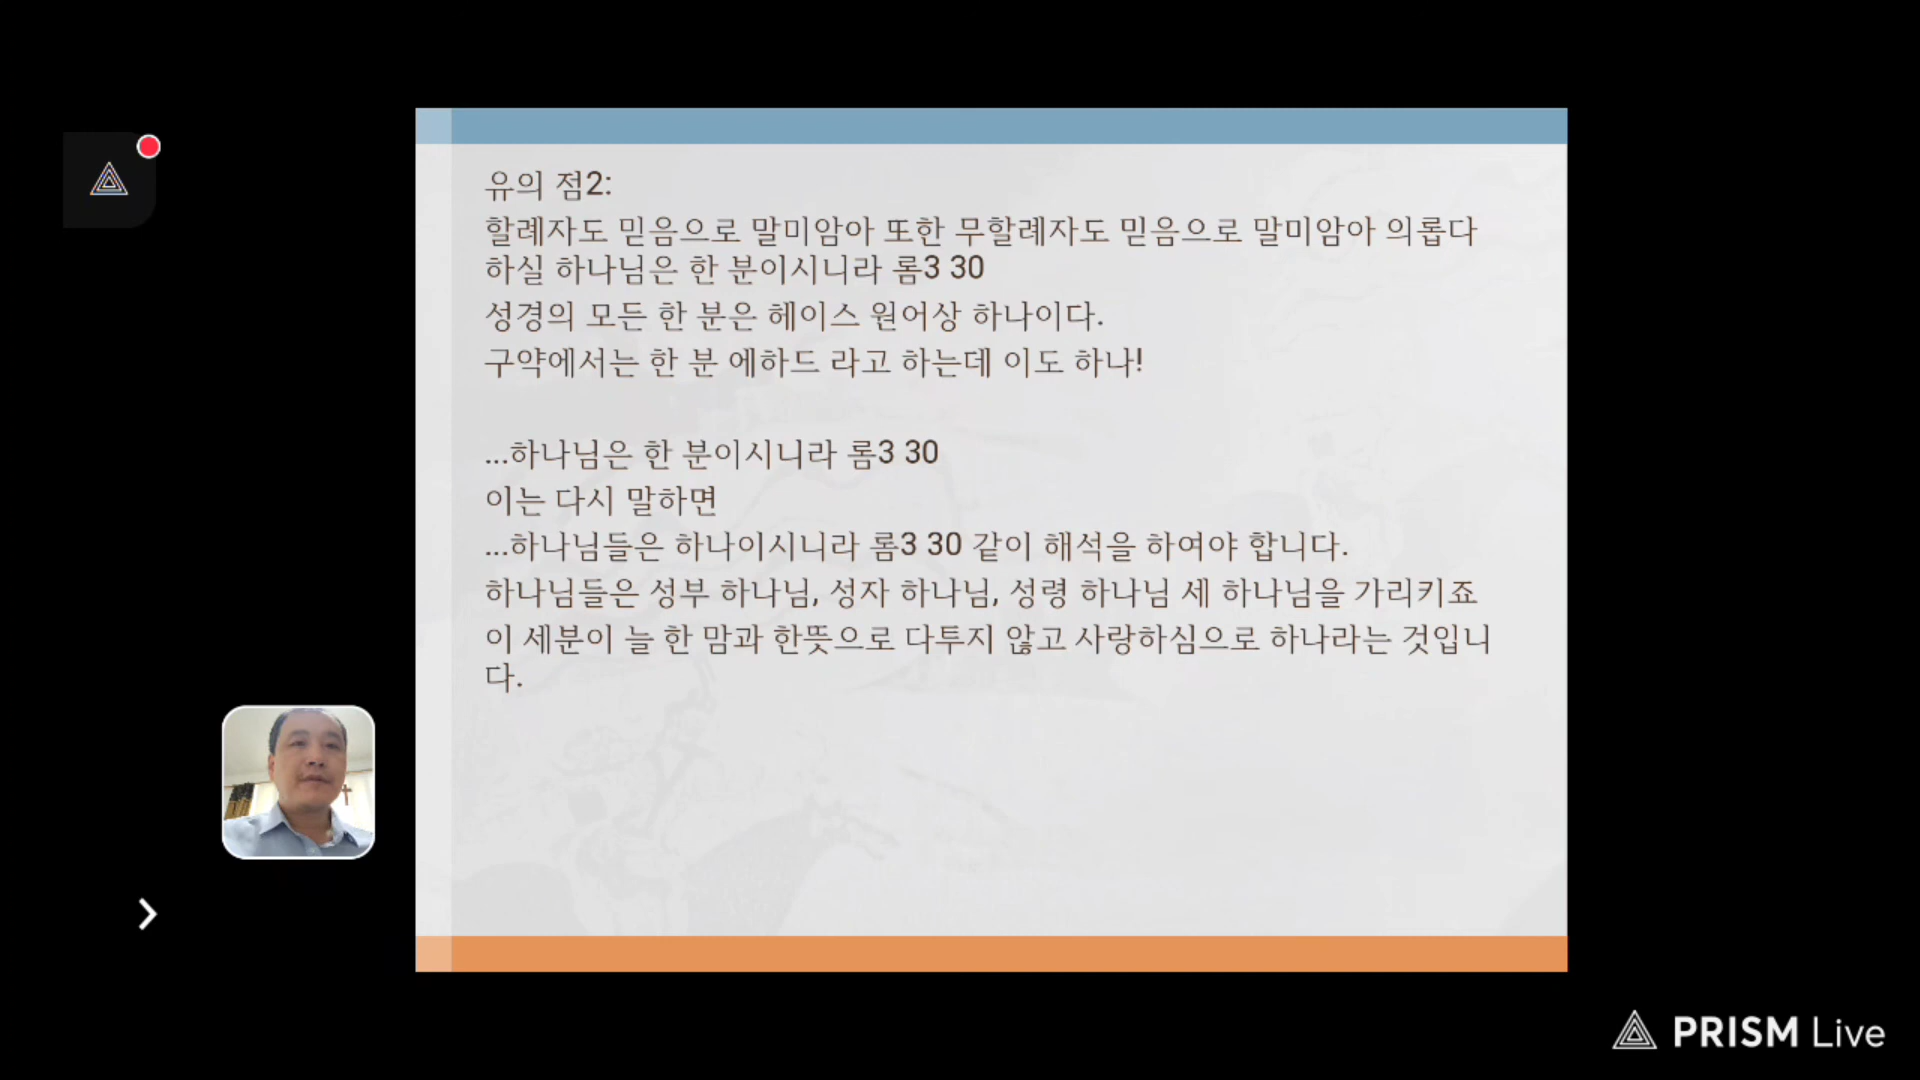 유의 점2:
할례자도 믿음으로 말미암아 또한 무할례자도 믿음으로 말미암아 의롭다
하실 하나님은 한 분이시니라 롬3 30
성경의 모든 한 분은 헤이스 원어상 하나이다.
구약에서는 한 분 에하드 라고 하는데 이도 하나!
...하나님은 한 분이시니라 롬3 30
이는 다시 말하면
...하나님들은 하나이시니라 롬3 30 같이 해석을 하여야 합니다.
하나님들은 성부 하나님, 성자 하나님, 성령 하나님 세 하나님을 가리키죠
이 세분이 늘 한 맘과 한뜻으로 다투지 않고 사랑하심으로 하나라는 것입니
다.
PRISM Live